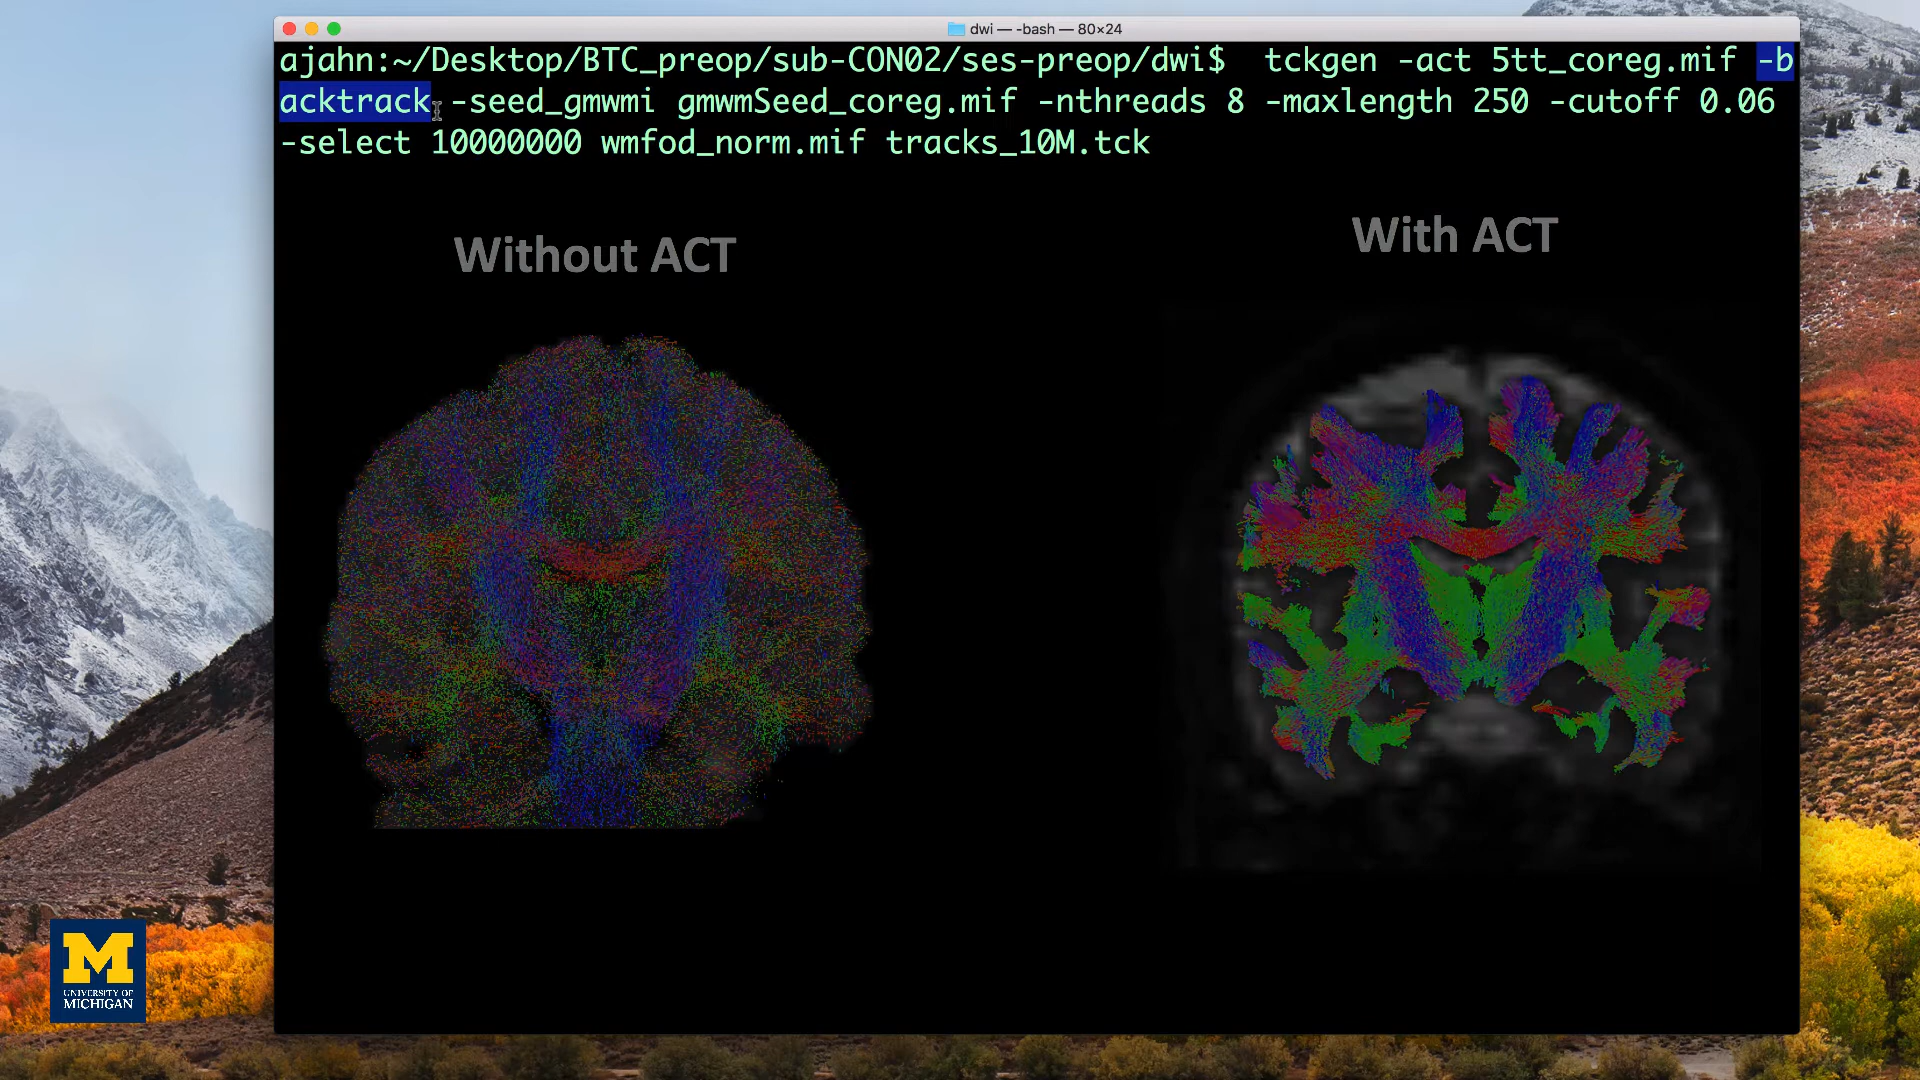 dwi — -bash — 80×24
ajahn:~/Desktop/BTC_preop/sub-CON02/ses-preop/dwi$  tckgen -act 5tt_coreg.mif -b
acktrack -seed_gmwmi gmwmSeed_coreg.mif -nthreads 8 -maxlength 250 -cutoff 0.06
-select 10000000 wmfod_norm.mif tracks_10M.tck
Without ACT
With ACT
M
UNIVERSITY OF
MICHIGAN